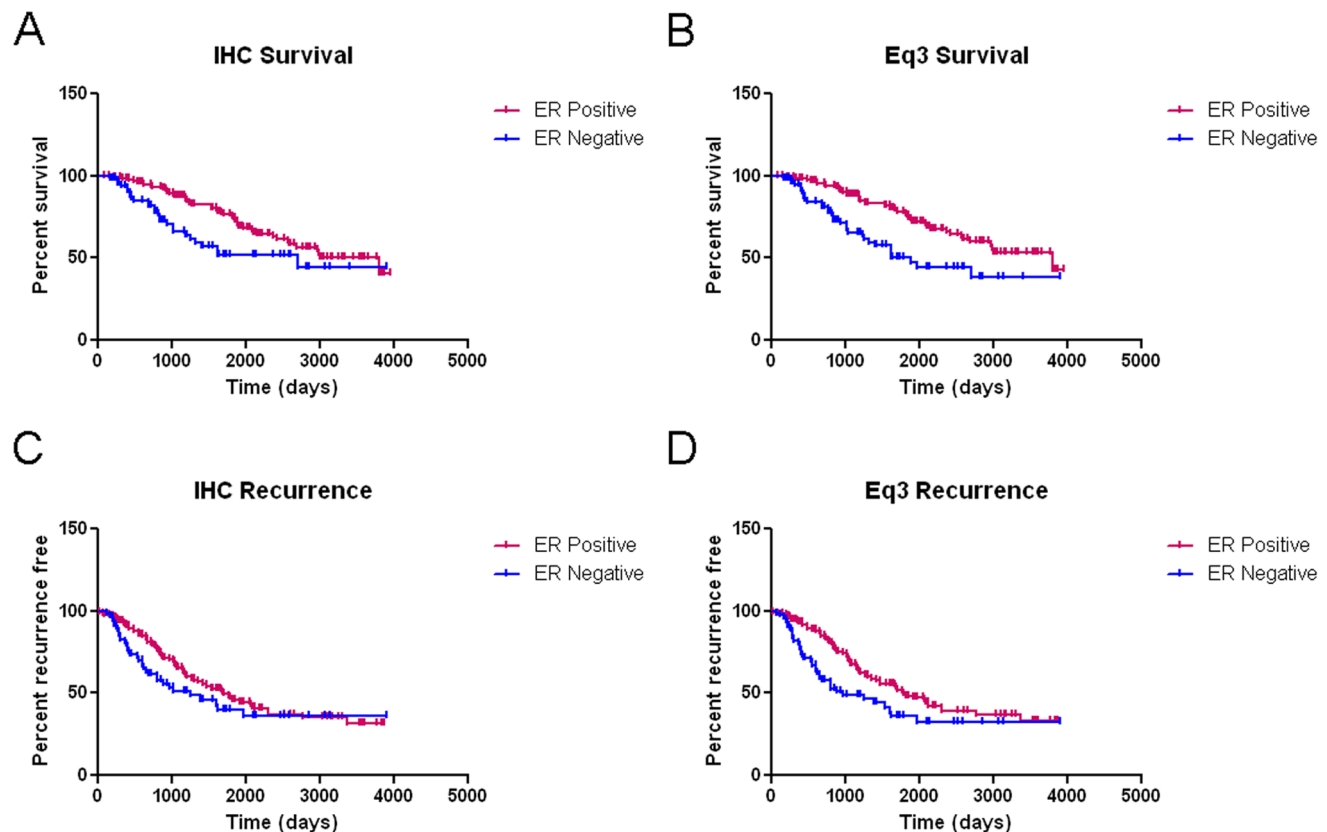 A
IHC Survival
150
100
50
0
Percent survival
0 1000 2000 3000 4000 5000
Time (days)
ER Positive
ER Negative
B
Eq3 Survival
150
100
50
0
Percent survival
0 1000 2000 3000 4000 5000
Time (days)
ER Positive
ER Negative
C
IHC Recurrence
150
100
50
0
Percent recurrence free
0 1000 2000 3000 4000 5000
Time (days)
ER Positive
ER Negative
D
Eq3 Recurrence
150
100
50
0
Percent recurrence free
0 1000 2000 3000 4000 5000
Time (days)
ER Positive
ER Negative